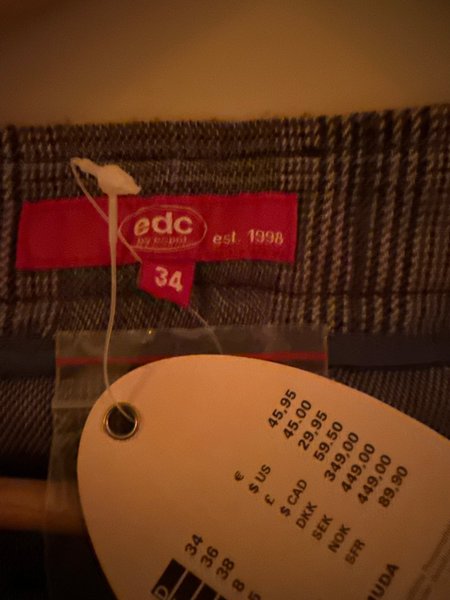 edc
by esprit
est. 1998
34
€ 45.95
$ US 45.00
£ 29.95
$ CAD 59.50
DKK 349,00
SEK 449,00
NOK 449,00
SFR 89.90
34
36
38
UDA